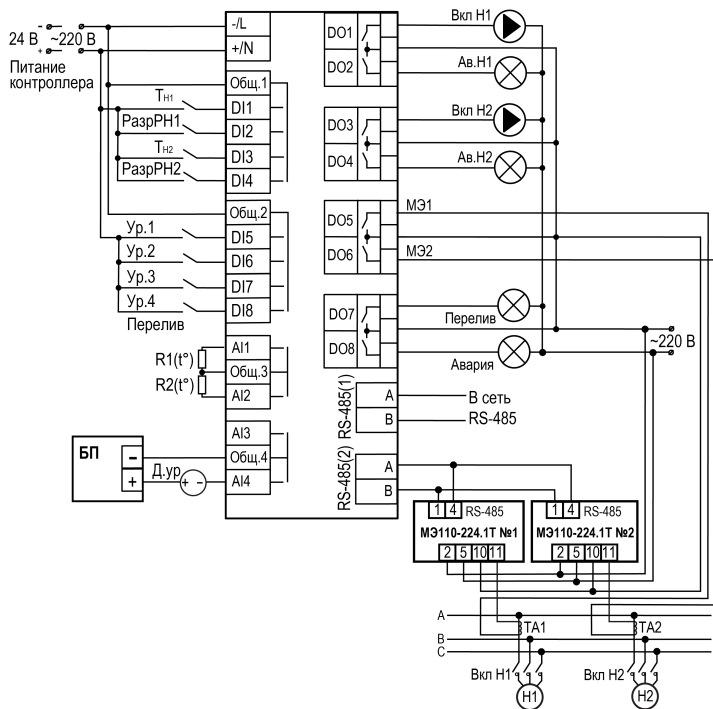 24 В ~220 В
Питание
контроллера
-/L
+/N
Общ.1
Тн1
DI1
РазрРН1
DI2
Тн2
DI3
РазрРН2
DI4
Общ.2
Ур.1
DI5
Ур.2
DI6
Ур.3
DI7
Ур.4
DI8
Перелив
R1(t°)
AI1
Общ.3
R2(t°)
AI2
AI3
БП
-
+
Общ.4
Д.ур
+ -
AI4
DO1
DO2
DO3
DO4
DO5
DO6
DO7
DO8
Вкл Н1
Ав.Н1
Вкл Н2
Ав.Н2
МЭ1
МЭ2
Перелив
~220 В
Авария
RS-485(1)
A
B
В сеть
RS-485
RS-485(2)
A
B
1 4 RS-485
МЭ110-224.1Т №1
2 5 10 11
1 4 RS-485
МЭ110-224.1Т №2
2 5 10 11
A
B
C
ТА1
ТА2
Вкл Н1
Вкл Н2
Н1
Н2